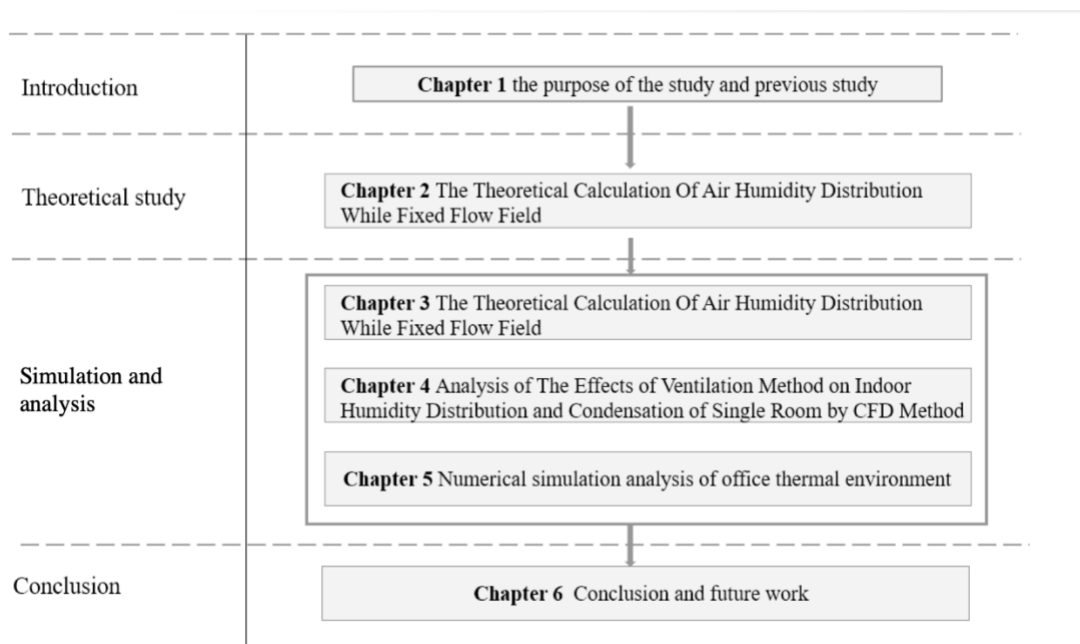 Introduction
Chapter 1 the purpose of the study and previous study
Theoretical study
Chapter 2 The Theoretical Calculation Of Air Humidity Distribution
While Fixed Flow Field
Simulation and
analysis
Chapter 3 The Theoretical Calculation Of Air Humidity Distribution
While Fixed Flow Field
Chapter 4 Analysis of The Effects of Ventilation Method on Indoor
Humidity Distribution and Condensation of Single Room by CFD Method
Chapter 5 Numerical simulation analysis of office thermal environment
Conclusion
Chapter 6 Conclusion and future work